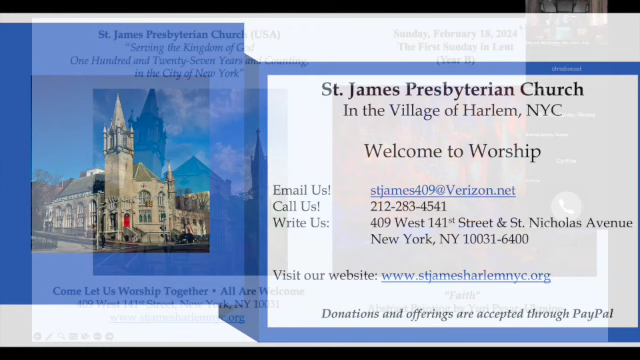 St. James Presbyterian Church (USA)
"Serving the Kingdom of God
One Hundred and Twenty-Seven Years and Counting,
in the City of New York"
Sunday, February 18, 2024
The First Sunday in Lent
(Year B)
St. James Presbyterian Church
In the Village of Harlem, NYC
Welcome to Worship
Email Us! stjames409@Verizon.net
Call Us! 212-283-4541
Write Us: 409 West 141st Street & St. Nicholas Avenue
New York, NY 10031-6400
Visit our website: www.stjamesharlemnyc.org
Donations and offerings are accepted through PayPal
Come Let Us Worship Together • All Are Welcome
409 West 141st Street, New York, NY 10031
www.stjamesharlemnyc.org
"Faith"
Abstract Painting by